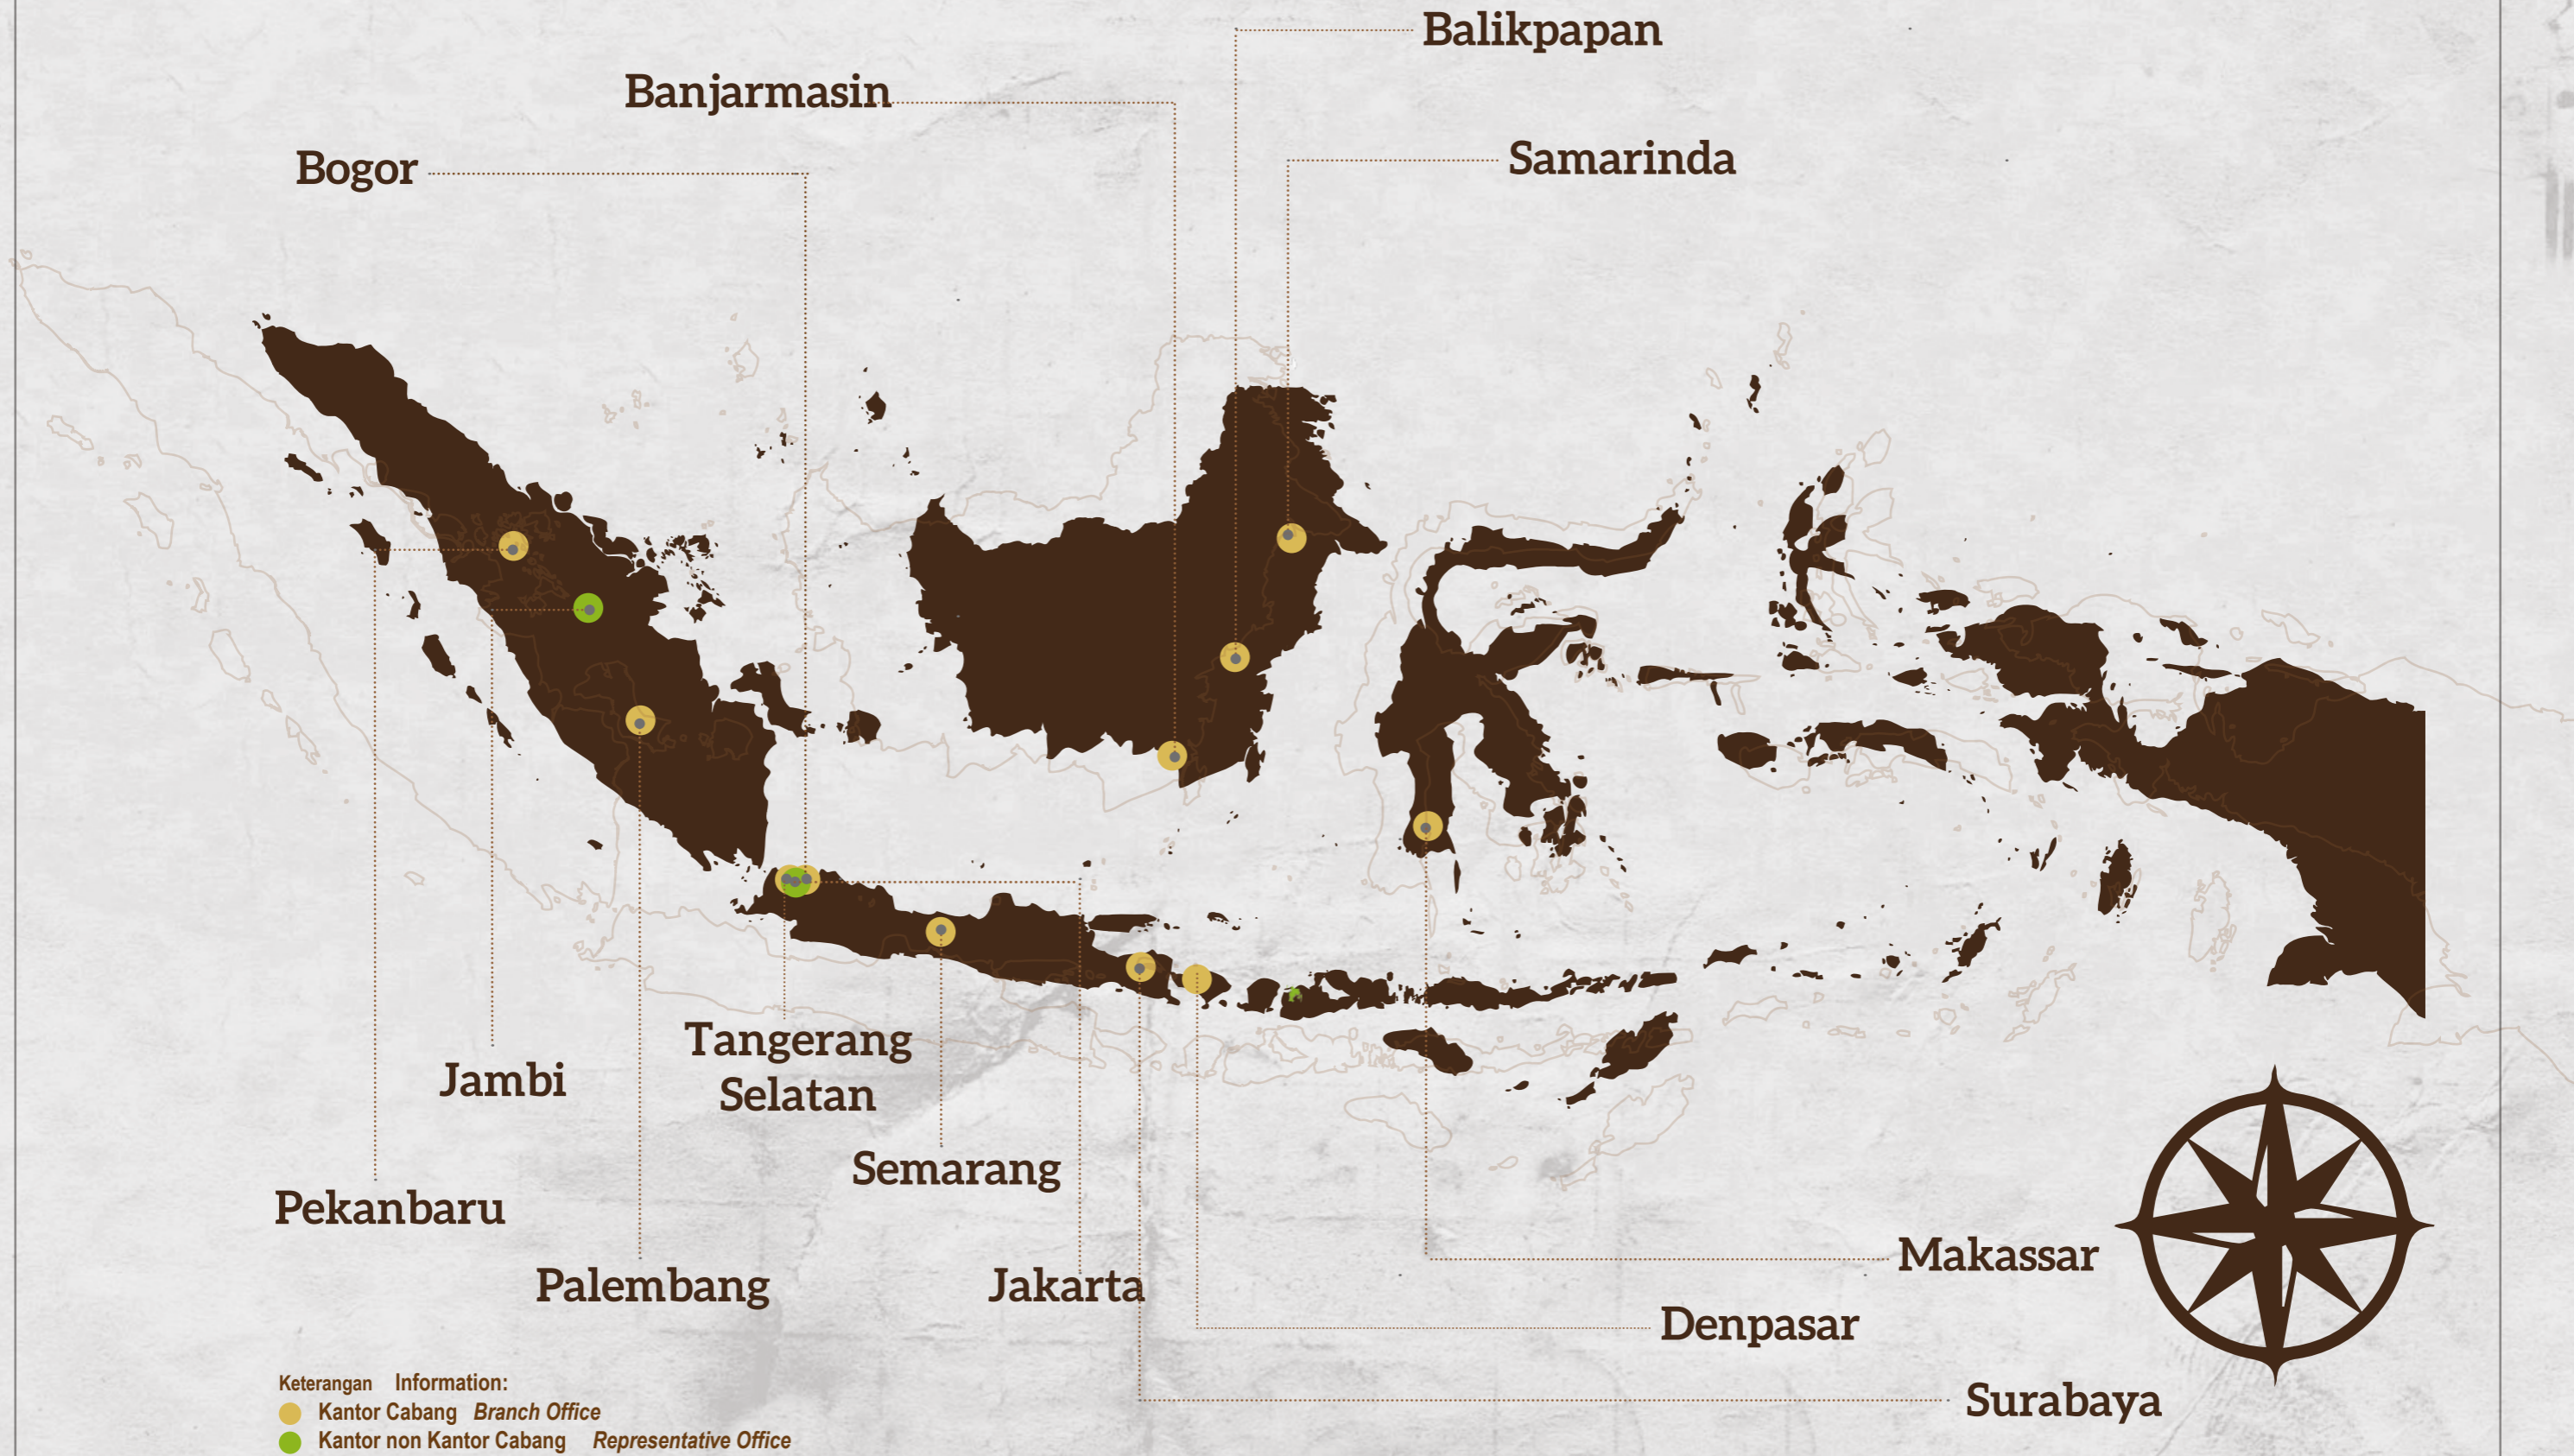 Balikpapan
Banjarmasin
Samarinda
Bogor
Tangerang
Selatan
Jambi
Semarang
Pekanbaru
Makassar
Palembang
Jakarta
Denpasar
Surabaya
Keterangan Information:
Kantor Cabang Branch Office
Kantor non Kantor Cabang Representative Office